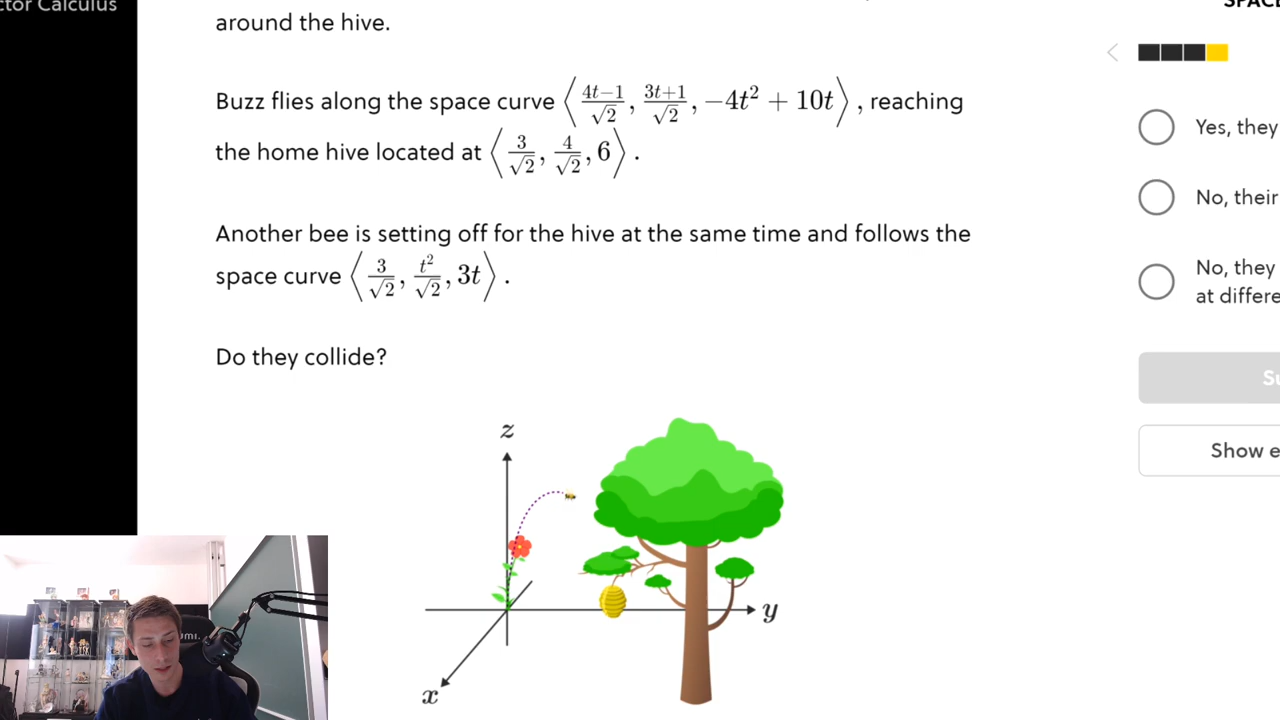 ctor Calculus
around the hive.
SPACE
Buzz flies along the space curve ⟨(4t−1)/√2, (3t+1)/√2, −4t² + 10t⟩, reaching
the home hive located at ⟨3/√2, 4/√2, 6⟩.
Another bee is setting off for the hive at the same time and follows the
space curve ⟨3/√2, t²/√2, 3t⟩.
Do they collide?
Yes, they
No, their
No, they
at differe
Su
Show e
z
y
x